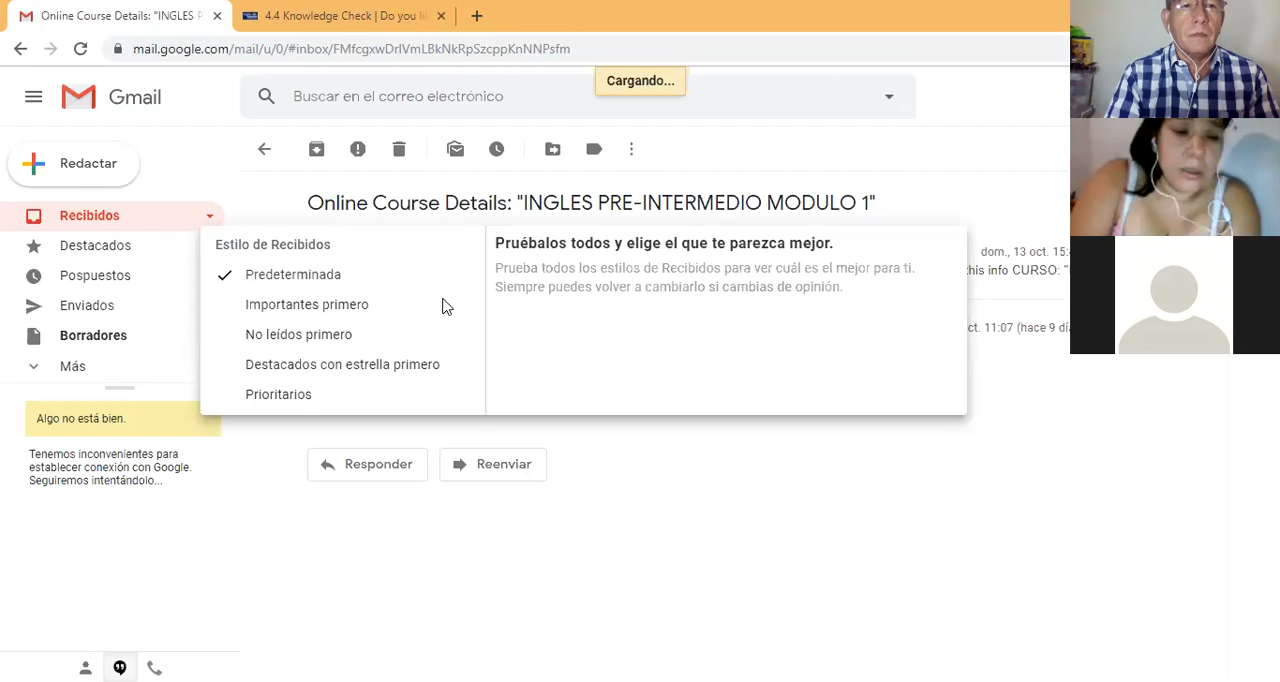 Online Course Details: "INGLES P
4.4 Knowledge Check | Do you li
mail.google.com/mail/u/0/#inbox/FMfcgxwDrlVmLBkNkRpSzcppKnNNPsfm
Cargando...
Gmail
Buscar en el correo electrónico
Redactar
Online Course Details: "INGLES PRE-INTERMEDIO MODULO 1"
Recibidos
Destacados
Pospuestos
Enviados
Borradores
Más
Estilo de Recibidos
Predeterminada
Importantes primero
No leídos primero
Destacados con estrella primero
Prioritarios
Pruébalos todos y elige el que te parezca mejor.
Prueba todos los estilos de Recibidos para ver cuál es el mejor para ti.
Siempre puedes volver a cambiarlo si cambias de opinión.
dom., 13 oct. 15:4
this info CURSO: "
ct. 11:07 (hace 9 día
Algo no está bien.
Tenemos inconvenientes para
establecer conexión con Google.
Seguiremos intentándolo...
Responder
Reenviar